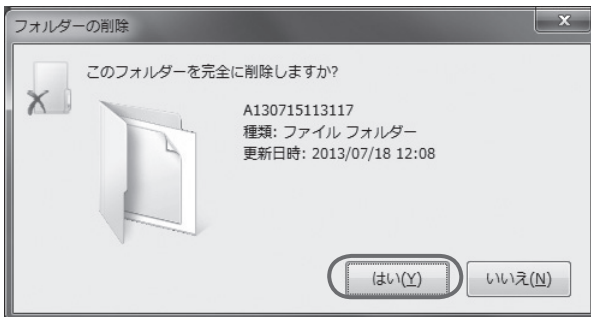 フォルダーの削除
このフォルダーを完全に削除しますか?
A130715113117
種類: ファイル フォルダー
更新日時: 2013/07/18 12:08
はい(Y)
いいえ(N)